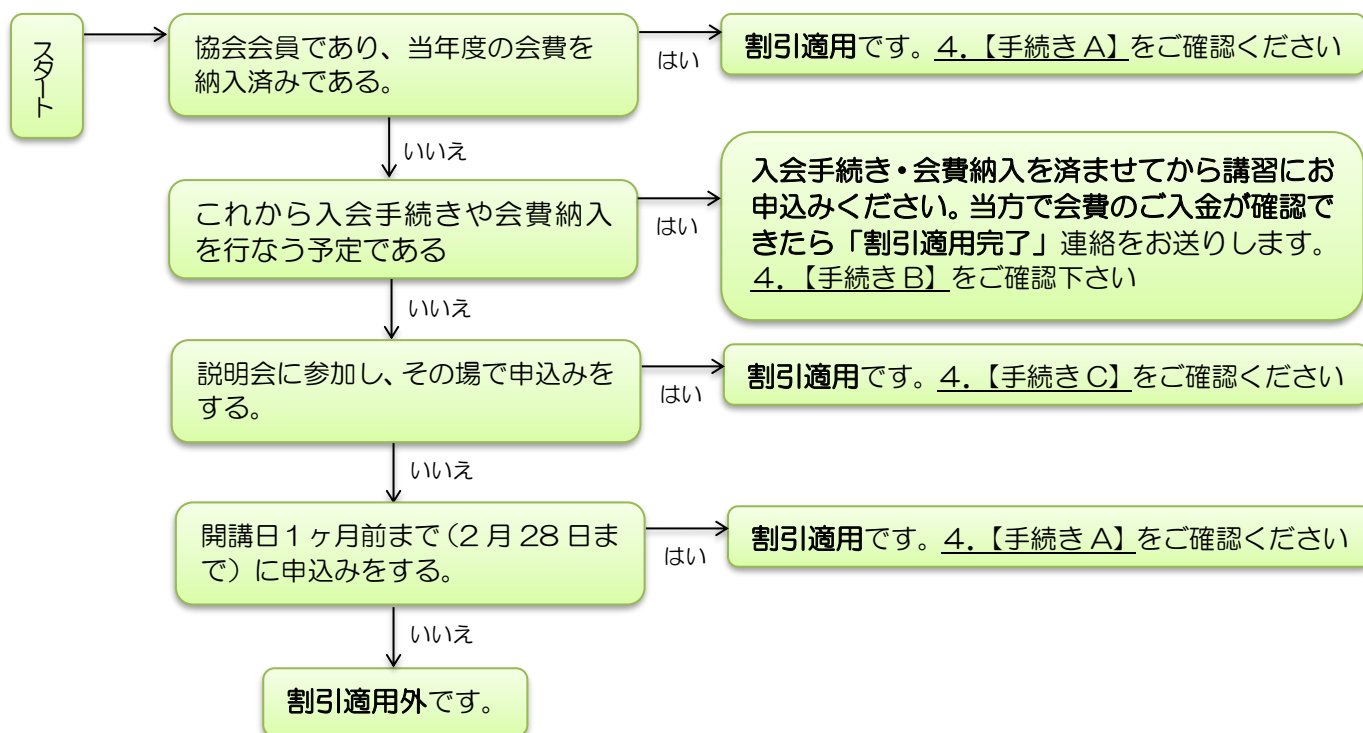 スタート
協会会員であり、当年度の会費を
納入済みである。
はい
割引適用です。４．【手続きＡ】をご確認ください
いいえ
これから入会手続きや会費納入
を行なう予定である
はい
入会手続き・会費納入を済ませてから講習にお
申込みください。当方で会費のご入金が確認で
きたら「割引適用完了」連絡をお送りします。
４．【手続きＢ】をご確認下さい
いいえ
説明会に参加し、その場で申込みを
する。
はい
割引適用です。４．【手続きＣ】をご確認ください
いいえ
開講日１ヶ月前まで（２月28日ま
で）に申込みをする。
はい
割引適用です。４．【手続きＡ】をご確認ください
いいえ
割引適用外です。